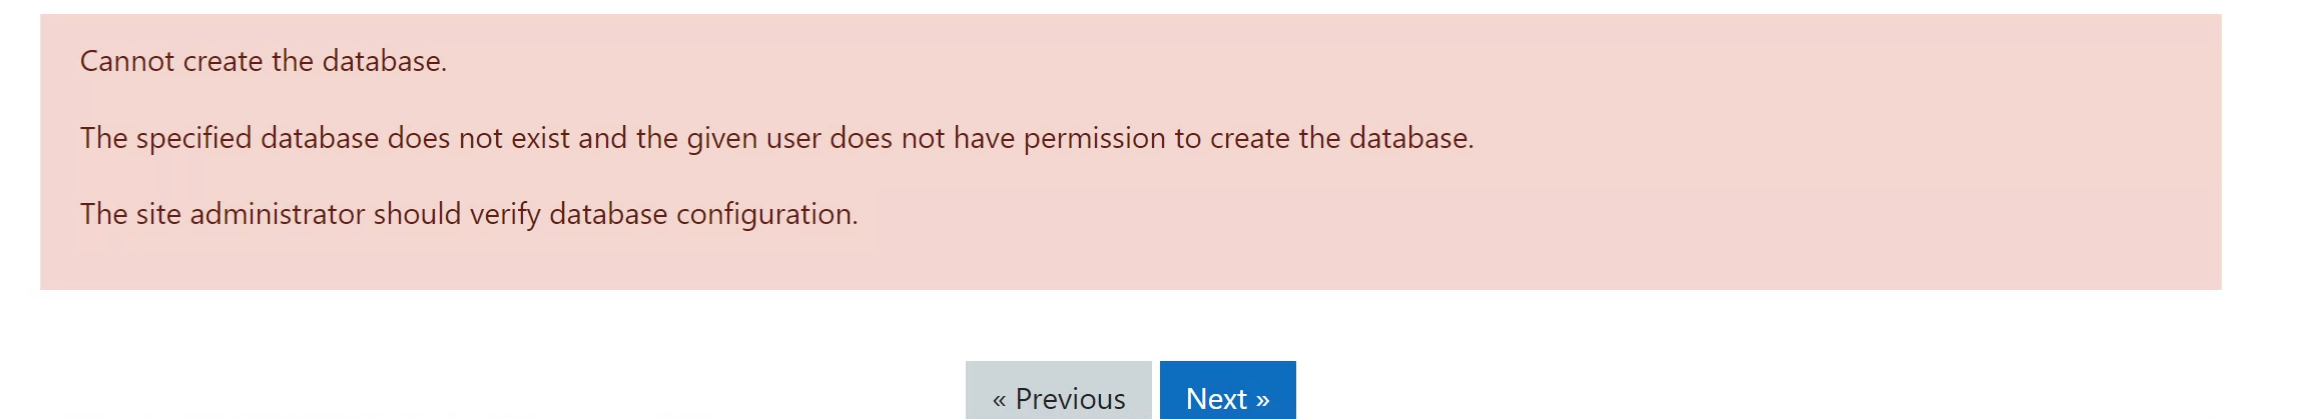 Cannot create the database.
The specified database does not exist and the given user does not have permission to create the database.
The site administrator should verify database configuration.
« Previous
Next »